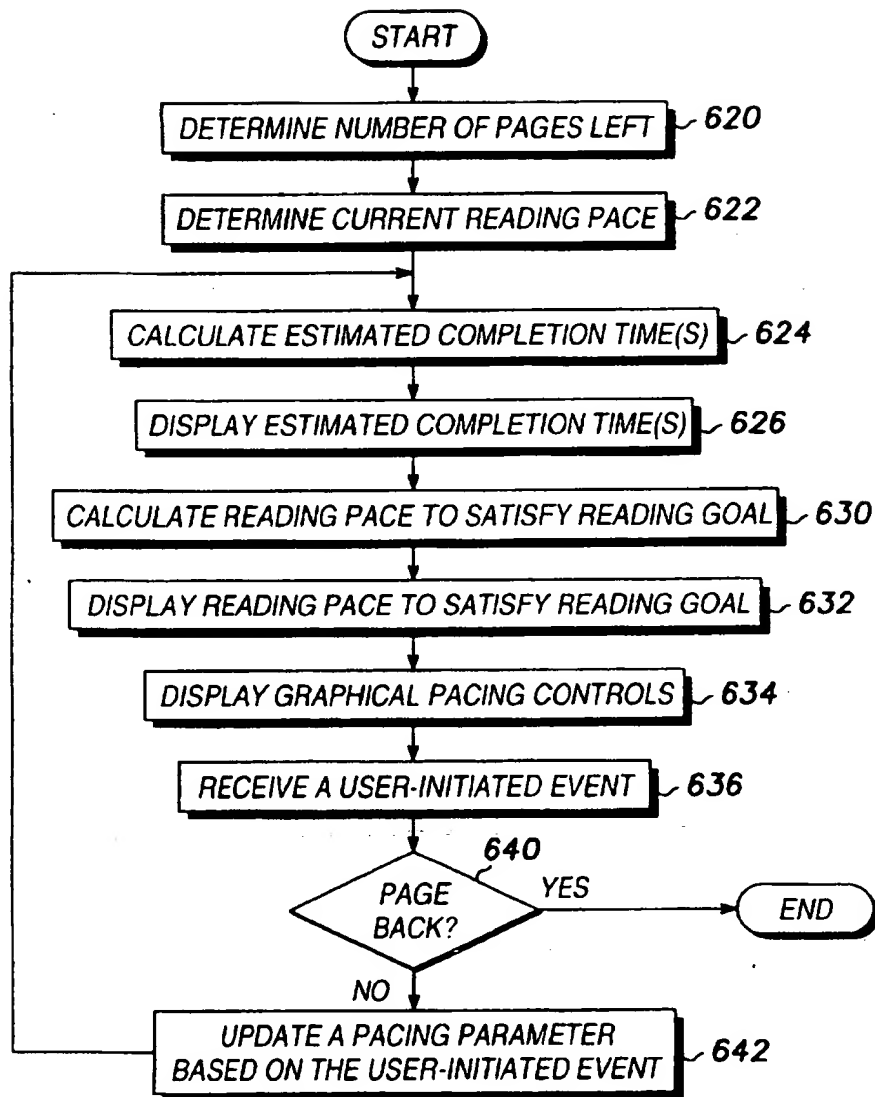 START
DETERMINE NUMBER OF PAGES LEFT 620
DETERMINE CURRENT READING PACE 622
CALCULATE ESTIMATED COMPLETION TIME(S) 624
DISPLAY ESTIMATED COMPLETION TIME(S) 626
CALCULATE READING PACE TO SATISFY READING GOAL 630
DISPLAY READING PACE TO SATISFY READING GOAL 632
DISPLAY GRAPHICAL PACING CONTROLS 634
RECEIVE A USER-INITIATED EVENT 636
640
PAGE
BACK?
YES
END
NO
UPDATE A PACING PARAMETER
BASED ON THE USER-INITIATED EVENT 642